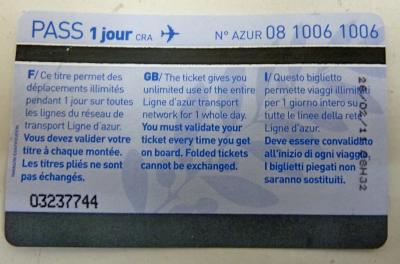 PASS 1 jour CRA N° AZUR 08 1006 1006
F/ Ce titre permet des
déplacements illimités
pendant 1 jour sur toutes
les lignes du réseau de
transport Ligne d'azur.
Vous devez valider votre
titre à chaque montée.
Les titres pliés ne sont
pas échangés.
GB/ The ticket gives you
unlimited use of the entire
Ligne d'azur transport
network for 1 whole day.
You must validate your
ticket every time you get
on board. Folded tickets
cannot be exchanged.
I/ Questo biglietto
permette viaggi illimitati
per 1 giorno intero su
tutte le linee della rete
Ligne d'azur.
Deve essere convalidato
all'inizio di ogni viaggio.
I biglietti piegati non
saranno sostituiti.
03237744